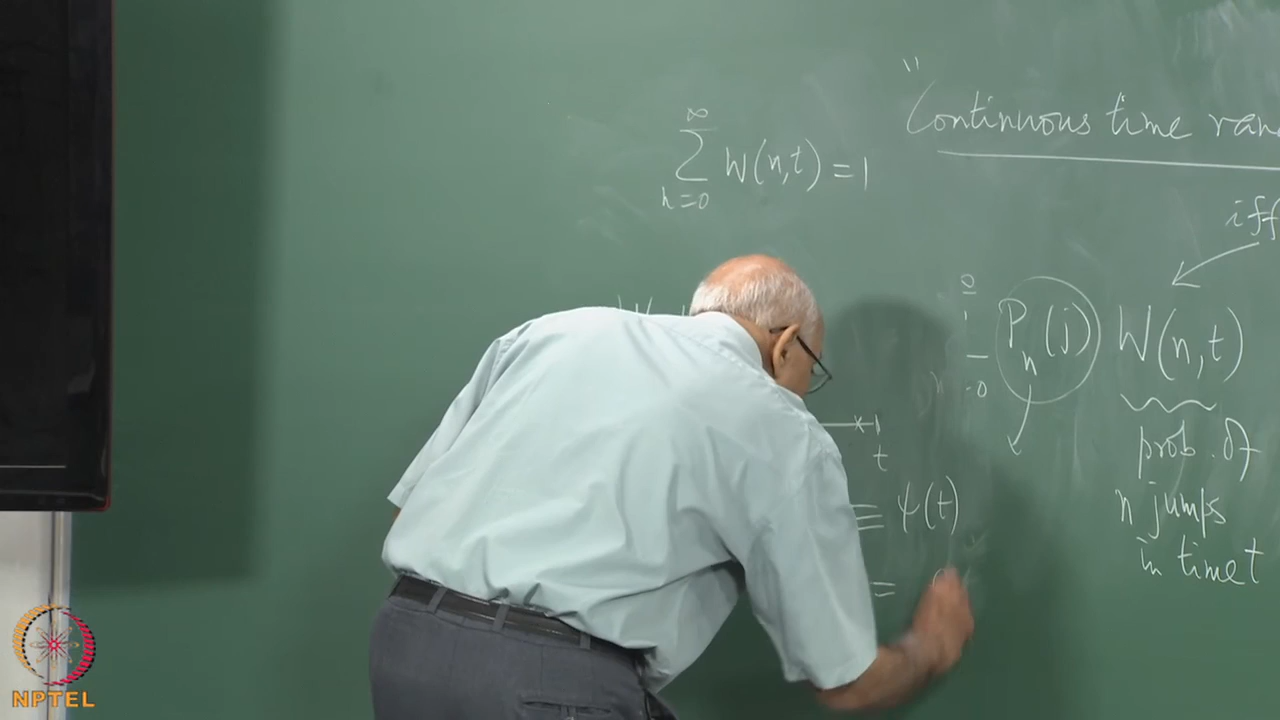 "Continuous time ran
∞
∑ W(n,t) = 1
n=0
iff
P_n(j) W(n,t)
prob. of
n jumps
in time t
t
≡ ψ(t)
=
NPTEL